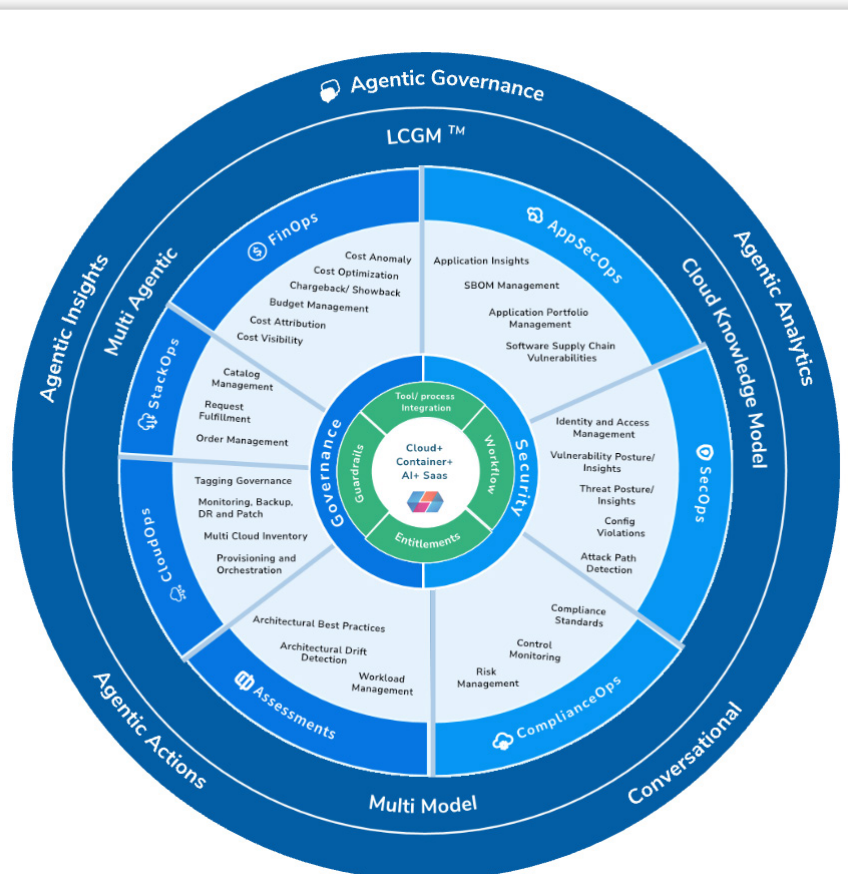 Agentic Governance
LCGM ™
Agentic Insights
Multi Agentic
Agentic Analytics
Cloud Knowledge Model
Agentic Actions
Multi Model
Conversational
FinOps
Cost Anomaly
Cost Optimization
Chargeback/ Showback
Budget Management
Cost Attribution
Cost Visibility
AppSecOps
Application Insights
SBOM Management
Application Portfolio
Management
Software Supply Chain
Vulnerabilities
StackOps
Catalog
Management
Request
Fulfillment
Order Management
SecOps
Identity and Access
Management
Vulnerability Posture/
Insights
Threat Posture/
Insights
Config
Violations
Attack Path
Detection
CloudOps
Tagging Governance
Monitoring, Backup,
DR and Patch
Multi Cloud Inventory
Provisioning and
Orchestration
Assessments
Architectural Best Practices
Architectural Drift
Detection
Workload
Management
ComplianceOps
Compliance
Standards
Control
Monitoring
Risk
Management
Governance
Security
Tool/ process
Integration
Guardrails
Workflow
Entitlements
Cloud+
Container+
AI+ Saas